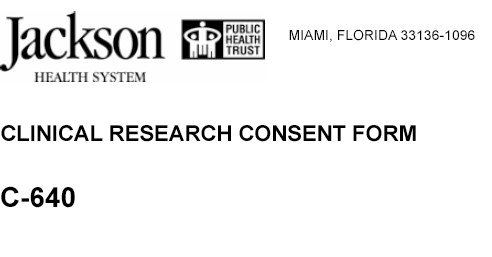 Jackson
HEALTH SYSTEM
PUBLIC
HEALTH
TRUST
MIAMI, FLORIDA 33136-1096
CLINICAL RESEARCH CONSENT FORM
C-640